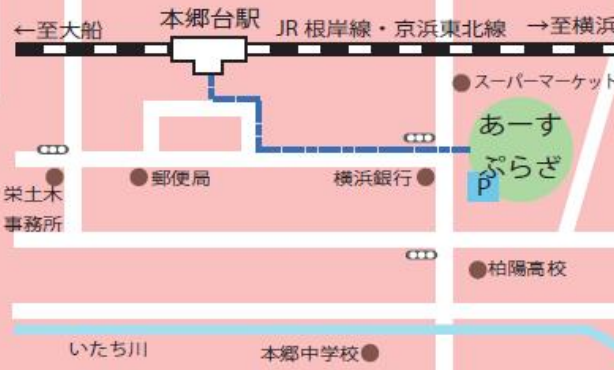 本郷台駅
←至大船
JR 根岸線・京浜東北線
→至横浜
スーパーマーケット
あーす
ぷらざ
P
郵便局
横浜銀行
栄土木
事務所
柏陽高校
いたち川
本郷中学校